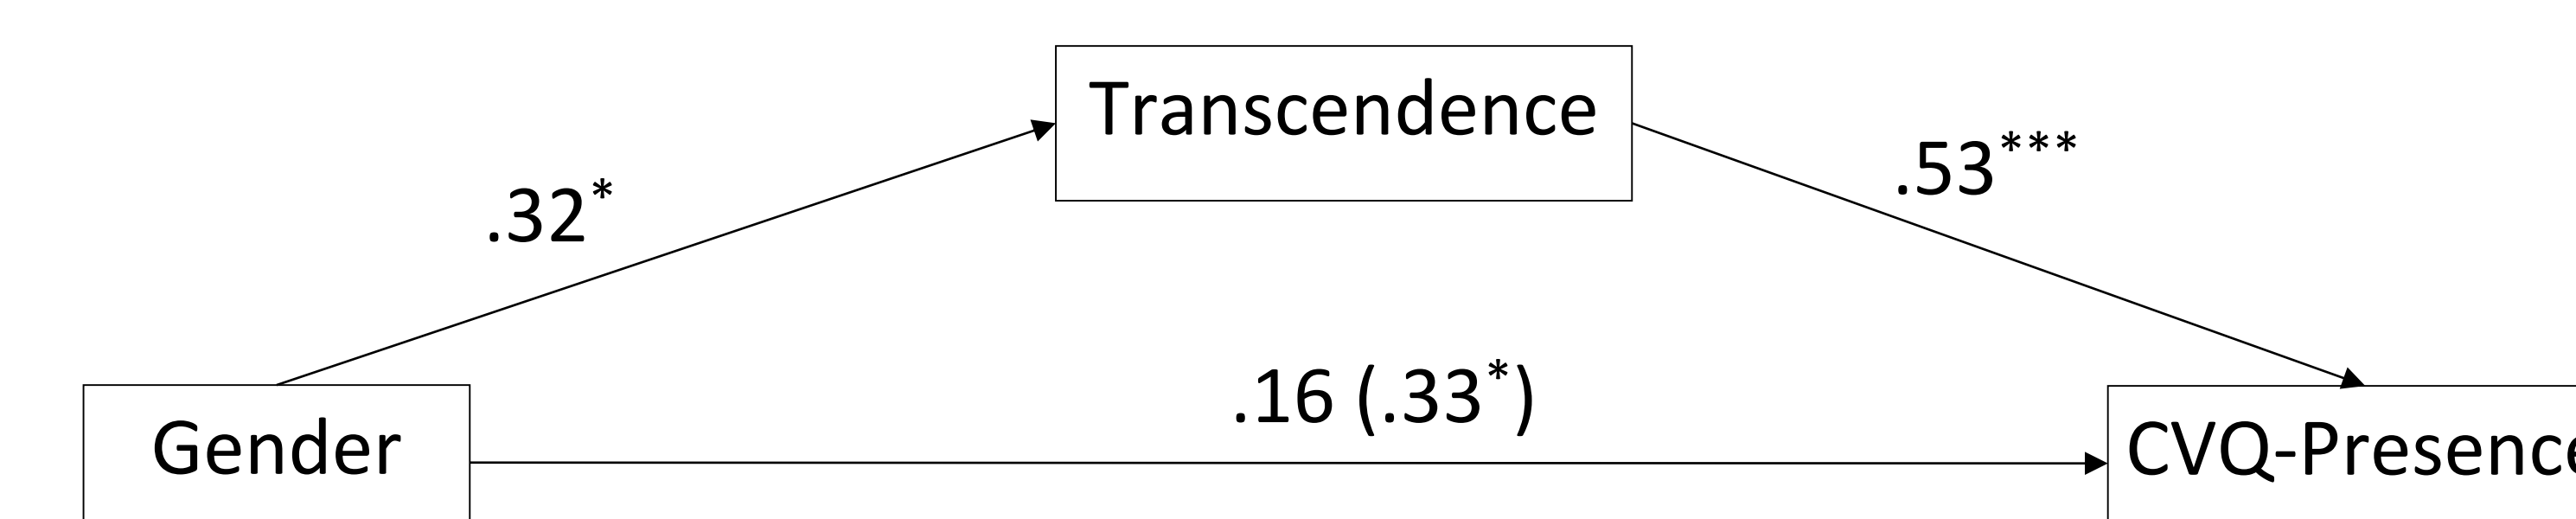 Transcendence
.53***
.32*
.16 (.33*)
Gender
CVQ-Presence